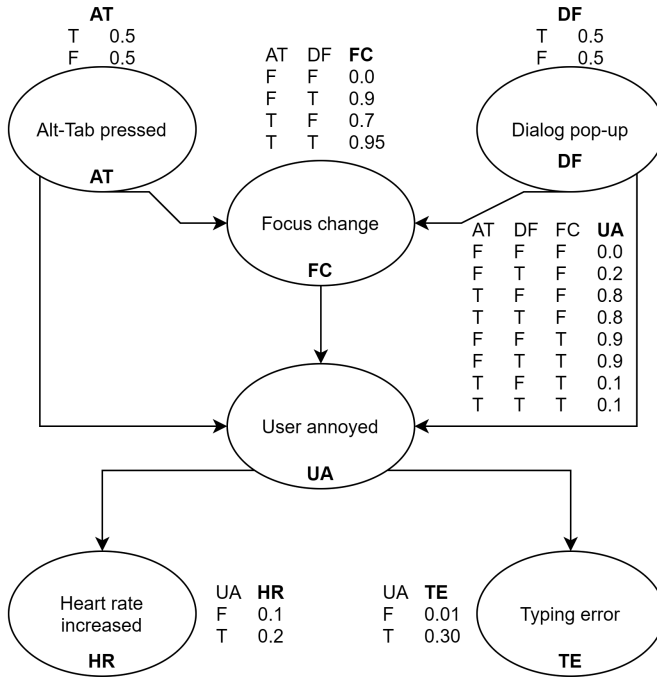 AT
T 0.5
F 0.5
Alt-Tab pressed
AT
DF
T 0.5
F 0.5
Dialog pop-up
DF
AT DF FC
F F 0.0
F T 0.9
T F 0.7
T T 0.95
Focus change
FC
AT DF FC UA
F F F 0.0
F T F 0.2
T F F 0.8
T T F 0.8
F F T 0.9
F T T 0.9
T F T 0.1
T T T 0.1
User annoyed
UA
Heart rate
increased
HR
UA HR
F 0.1
T 0.2
UA TE
F 0.01
T 0.30
Typing error
TE